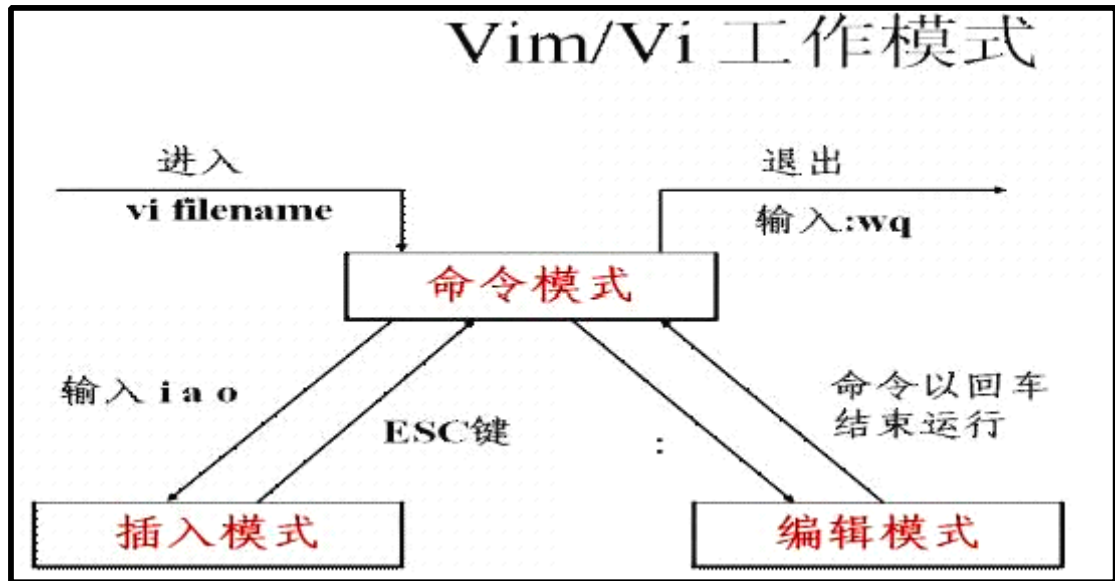 Vim/Vi 工作模式
进入
vi filename
退出
输入:wq
命令模式
输入 i a o
ESC键
:
命令以回车
结束运行
插入模式
编辑模式